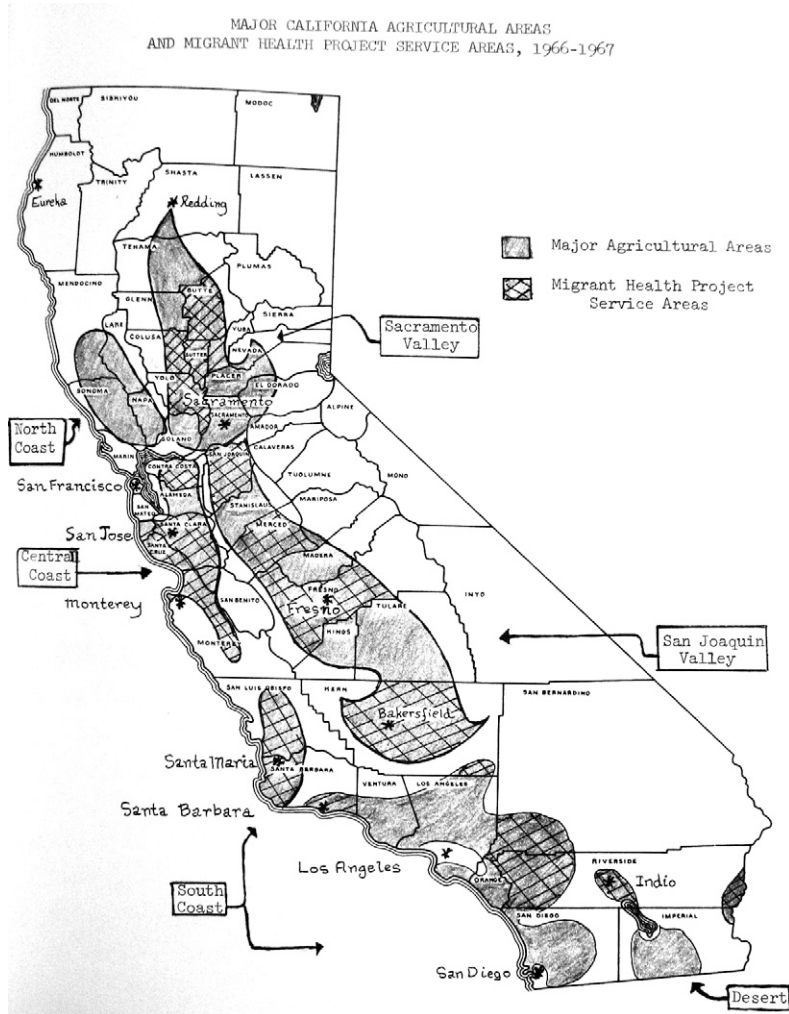 MAJOR CALIFORNIA AGRICULTURAL AREAS
AND MIGRANT HEALTH PROJECT SERVICE AREAS, 1966-1967
DEL NORTE
SISKIYOU
MODOC
HUMBOLDT
TRINITY
SHASTA
LASSEN
Eureka
Redding
TEHAMA
PLUMAS
Major Agricultural Areas
Migrant Health Project
Service Areas
MENDOCINO
GLENN
BUTTE
SIERRA
LAKE
COLUSA
YUBA
NEVADA
Sacramento
Valley
SUTTER
SONOMA
NAPA
YOLO
PLACER
EL DORADO
Sacramento
SACRAMENTO
ALPINE
AMADOR
North
Coast
SOLANO
MARIN
CONTRA COSTA
SAN JOAQUIN
CALAVERAS
TUOLUMNE
MONO
San Francisco
ALAMEDA
STANISLAUS
MARIPOSA
SAN MATEO
SANTA CLARA
MERCED
San Jose
SANTA CRUZ
MADERA
Central
Coast
FRESNO
INYO
Monterey
SAN BENITO
Fresno
TULARE
MONTEREY
KINGS
San Joaquin
Valley
SAN LUIS OBISPO
KERN
SAN BERNARDINO
Bakersfield
Santa Maria
SANTA BARBARA
VENTURA
LOS ANGELES
Santa Barbara
Los Angeles
RIVERSIDE
ORANGE
Indio
South
Coast
SAN DIEGO
IMPERIAL
San Diego
Desert